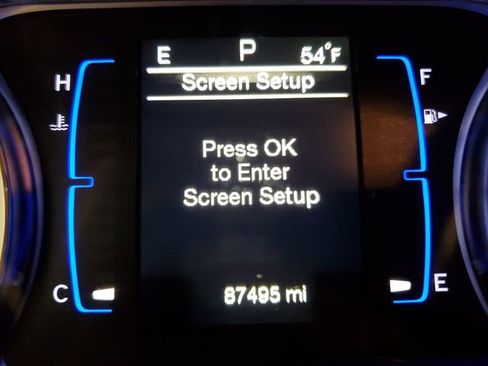 E P 54°F
Screen Setup
H F
Press OK
to Enter
Screen Setup
C E
87495 mi